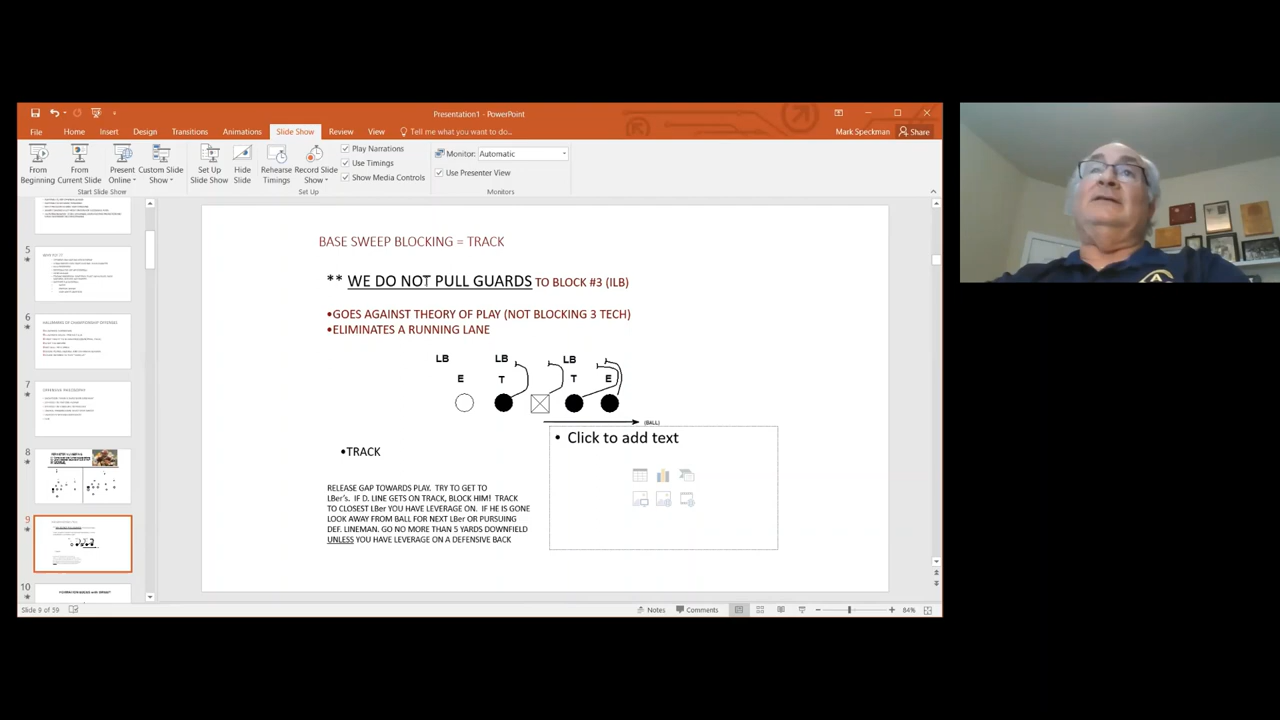 Presentation1 - PowerPoint
File Home Insert Design Transitions Animations Slide Show Review View Tell me what you want to do...
Mark Speckman Share
From Beginning
From Current Slide
Present Online
Custom Slide Show
Set Up Slide Show
Hide Slide
Rehearse Timings
Record Slide Show
Play Narrations
Use Timings
Show Media Controls
Monitor: Automatic
Use Presenter View
Start Slide Show
Set Up
Monitors
5
6
7
8
9
10
BASE SWEEP BLOCKING = TRACK
** WE DO NOT PULL GUARDS TO BLOCK #3 (ILB)
•GOES AGAINST THEORY OF PLAY (NOT BLOCKING 3 TECH)
•ELIMINATES A RUNNING LANE
LB LB LB
E T T E
(BALL)
• Click to add text
•TRACK
RELEASE GAP TOWARDS PLAY. TRY TO GET TO
LBer's. IF D. LINE GETS ON TRACK, BLOCK HIM! TRACK
TO CLOSEST LBer YOU HAVE LEVERAGE ON. IF HE IS GONE
LOOK AWAY FROM BALL FOR NEXT LBer OR PURSUING
DEF. LINEMAN. GO NO MORE THAN 5 YARDS DOWNFIELD
UNLESS YOU HAVE LEVERAGE ON A DEFENSIVE BACK
Slide 9 of 59
Notes Comments 84%